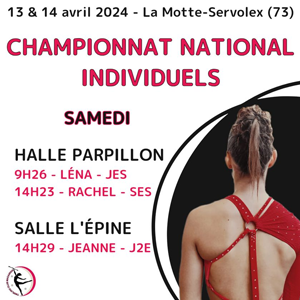 13 & 14 avril 2024 - La Motte-Servolex (73)
CHAMPIONNAT NATIONAL
INDIVIDUELS
SAMEDI
HALLE PARPILLON
9H26 - LÉNA - JES
14H23 - RACHEL - SES
SALLE L'ÉPINE
14H29 - JEANNE - J2E